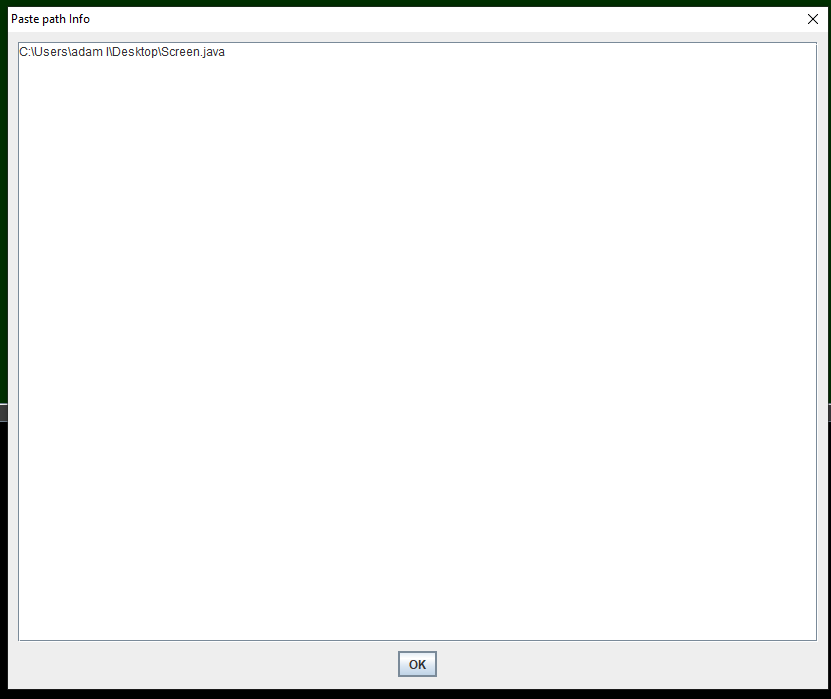 Paste path Info
C:\Users\adam l\Desktop\Screen.java
OK